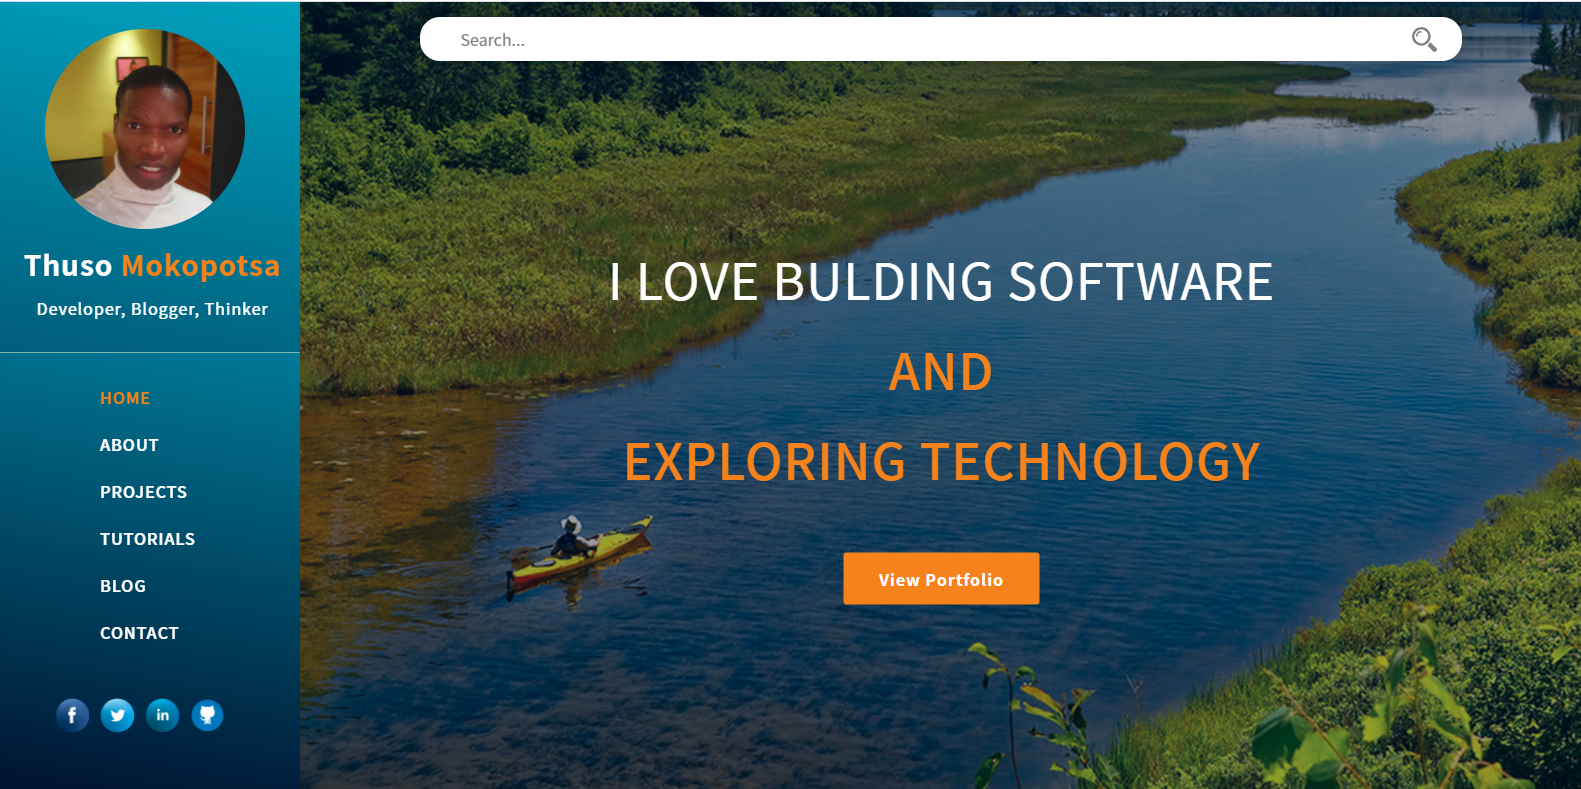 Search...
Thuso Mokopotsa
Developer, Blogger, Thinker
HOME
ABOUT
PROJECTS
TUTORIALS
BLOG
CONTACT
f
in
I LOVE BULDING SOFTWARE
AND
EXPLORING TECHNOLOGY
View Portfolio